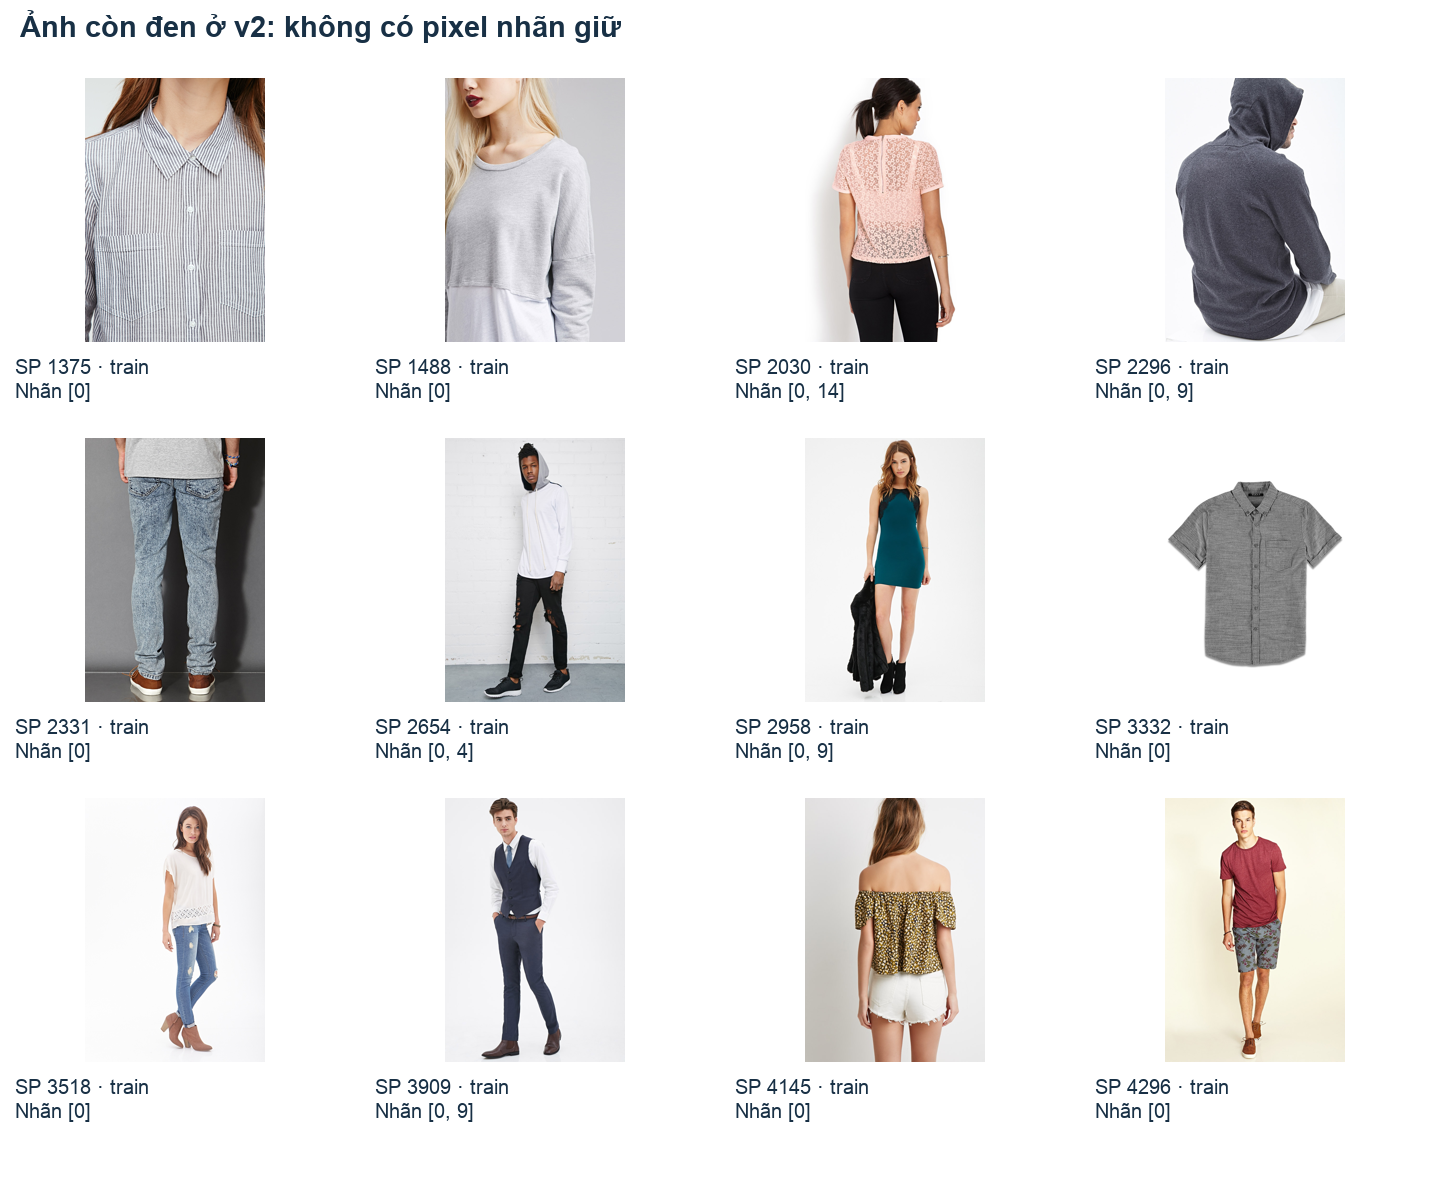 Ảnh còn đen ở v2: không có pixel nhãn giữ
SP 1375 · train
Nhãn [0]
SP 1488 · train
Nhãn [0]
SP 2030 · train
Nhãn [0, 14]
SP 2296 · train
Nhãn [0, 9]
SP 2331 · train
Nhãn [0]
SP 2654 · train
Nhãn [0, 4]
SP 2958 · train
Nhãn [0, 9]
SP 3332 · train
Nhãn [0]
SP 3518 · train
Nhãn [0]
SP 3909 · train
Nhãn [0, 9]
SP 4145 · train
Nhãn [0]
SP 4296 · train
Nhãn [0]